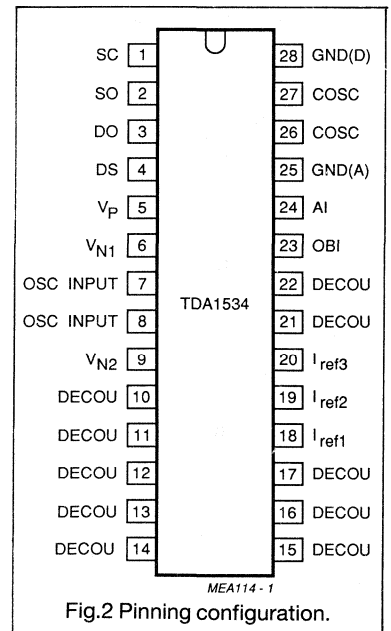 SC 1 28 GND(D)
SO 2 27 COSC
DO 3 26 COSC
DS 4 25 GND(A)
VP 5 24 AI
VN1 6 23 OBI
OSC INPUT 7 22 DECOU
OSC INPUT 8 21 DECOU
TDA1534
VN2 9 20 Iref3
DECOU 10 19 Iref2
DECOU 11 18 Iref1
DECOU 12 17 DECOU
DECOU 13 16 DECOU
DECOU 14 15 DECOU
MEA114 - 1
Fig.2 Pinning configuration.